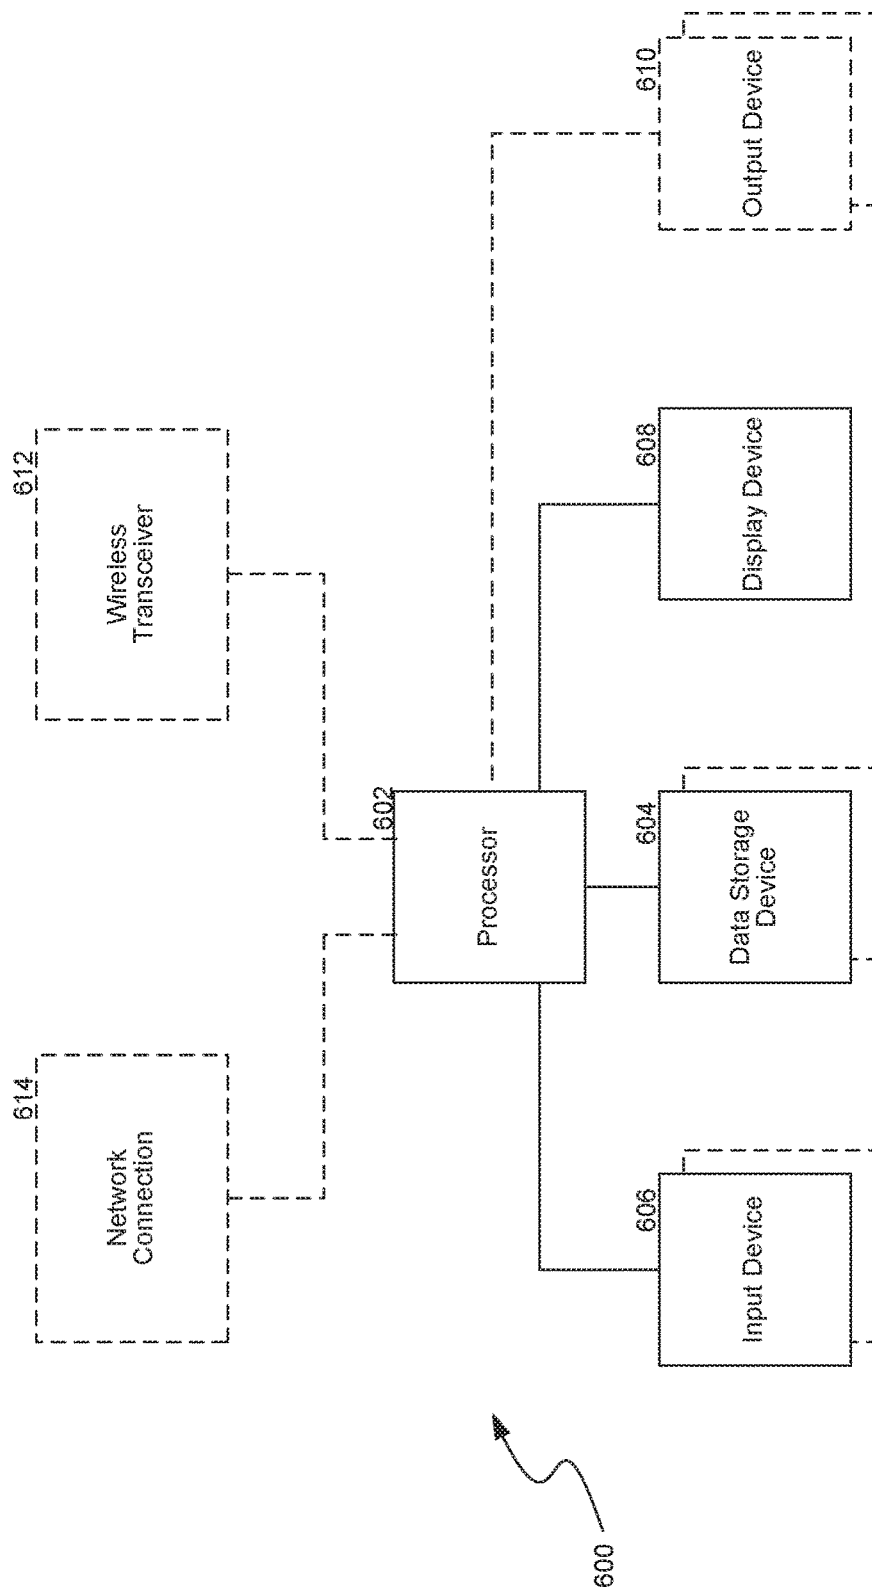 614
Network
Connection
612
Wireless
Transceiver
602
Processor
606
Input Device
604
Data Storage
Device
608
Display Device
610
Output Device
600